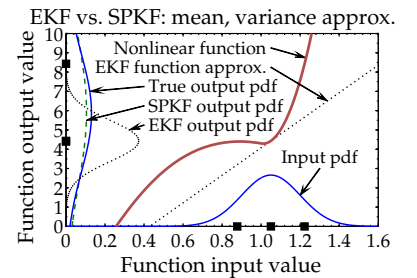 EKF vs. SPKF: mean, variance approx.
Function output value
10
9
8
7
6
5
4
3
2
1
0
Nonlinear function
EKF function approx.
True output pdf
SPKF output pdf
EKF output pdf
Input pdf
0 0.2 0.4 0.6 0.8 1.0 1.2 1.4 1.6
Function input value